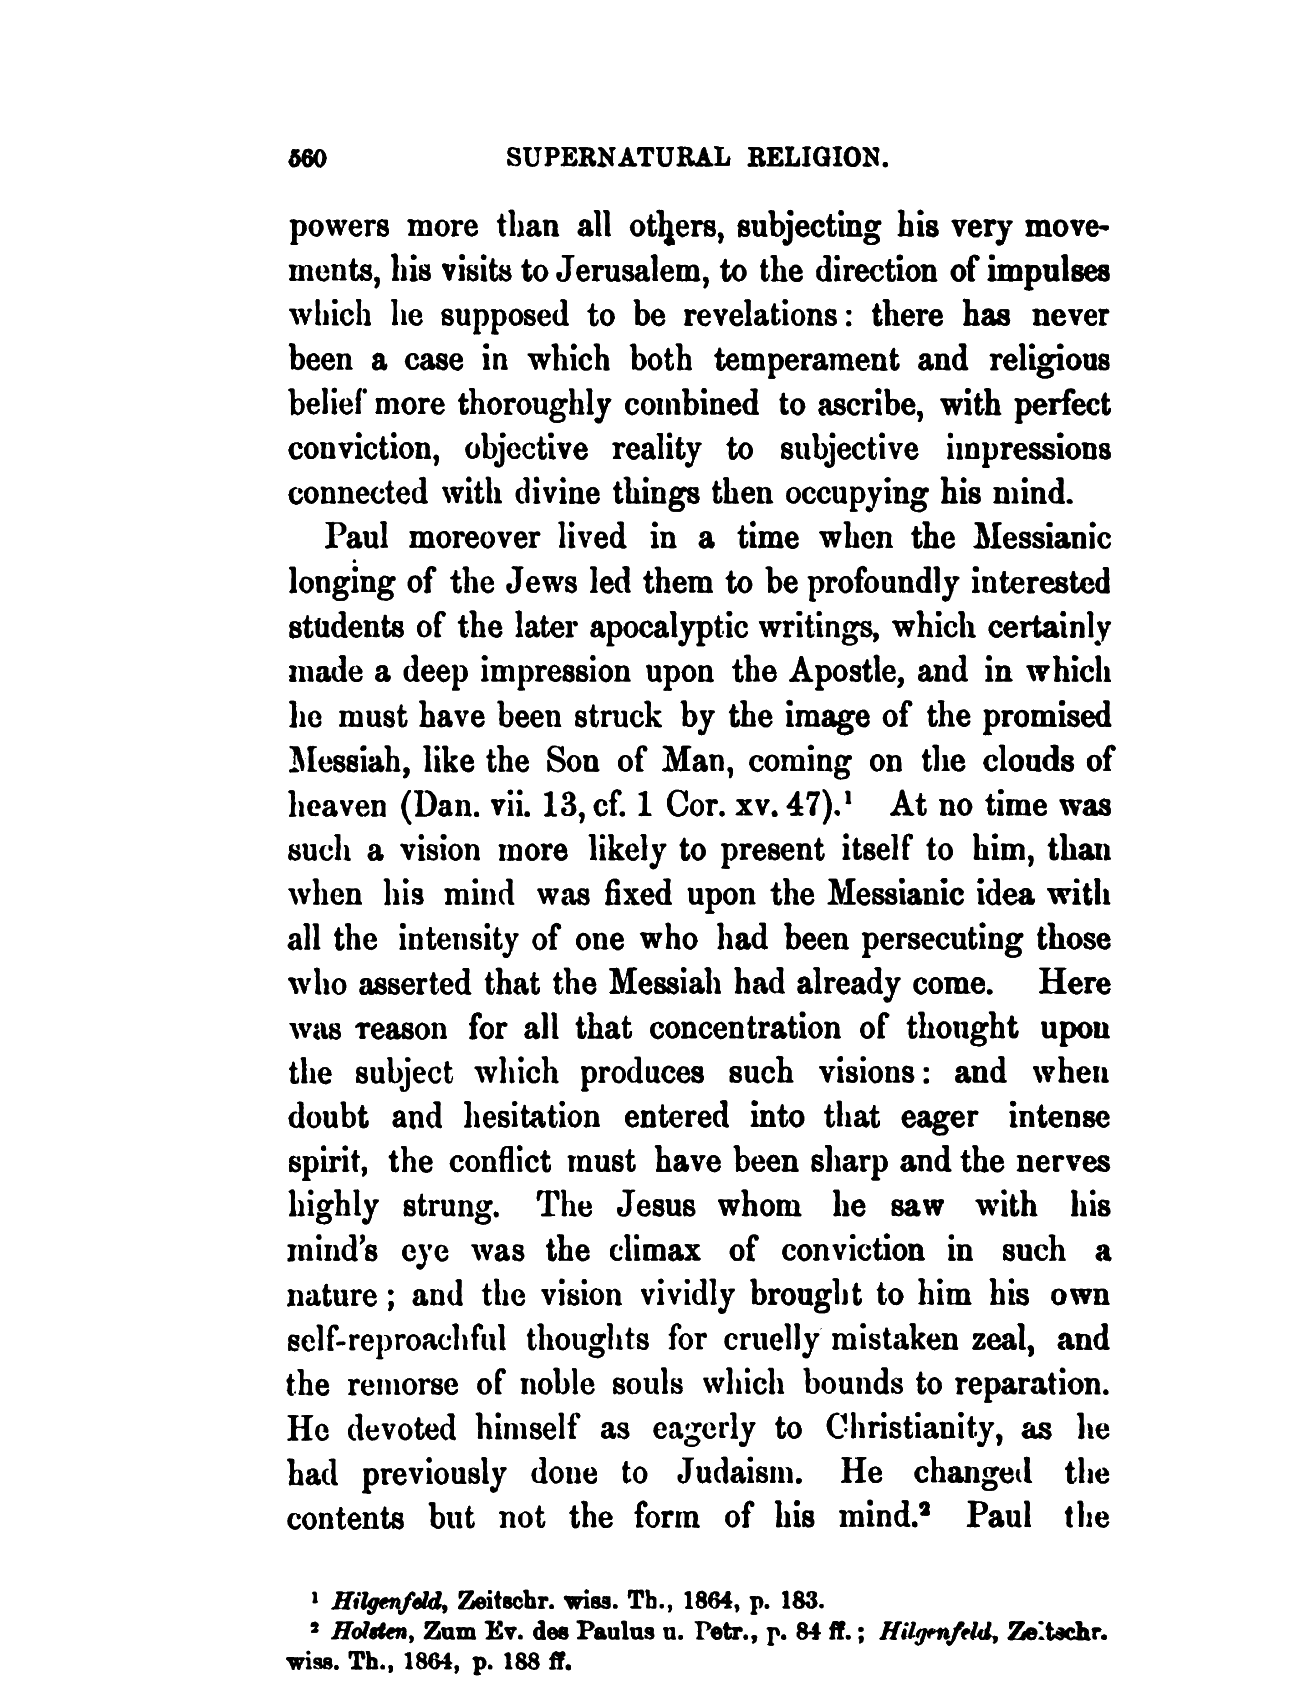 560 SUPERNATURAL RELIGION.
powers more than all others, subjecting his very move-
ments, his visits to Jerusalem, to the direction of impulses
which he supposed to be revelations: there has never
been a case in which both temperament and religious
belief more thoroughly combined to ascribe, with perfect
conviction, objective reality to subjective impressions
connected with divine things then occupying his mind.
Paul moreover lived in a time when the Messianic
longing of the Jews led them to be profoundly interested
students of the later apocalyptic writings, which certainly
made a deep impression upon the Apostle, and in which
he must have been struck by the image of the promised
Messiah, like the Son of Man, coming on the clouds of
heaven (Dan. vii. 13, cf. 1 Cor. xv. 47).¹ At no time was
such a vision more likely to present itself to him, than
when his mind was fixed upon the Messianic idea with
all the intensity of one who had been persecuting those
who asserted that the Messiah had already come. Here
was reason for all that concentration of thought upon
the subject which produces such visions: and when
doubt and hesitation entered into that eager intense
spirit, the conflict must have been sharp and the nerves
highly strung. The Jesus whom he saw with his
mind's eye was the climax of conviction in such a
nature; and the vision vividly brought to him his own
self-reproachful thoughts for cruelly mistaken zeal, and
the remorse of noble souls which bounds to reparation.
He devoted himself as eagerly to Christianity, as he
had previously done to Judaism. He changed the
contents but not the form of his mind.² Paul the
¹ Hilgenfeld, Zeitschr. wiss. Th., 1864, p. 183.
² Holsten, Zum Ev. des Paulus u. Petr., p. 84 ff.; Hilgenfeld, Zeitschr.
wiss. Th., 1864, p. 188 ff.